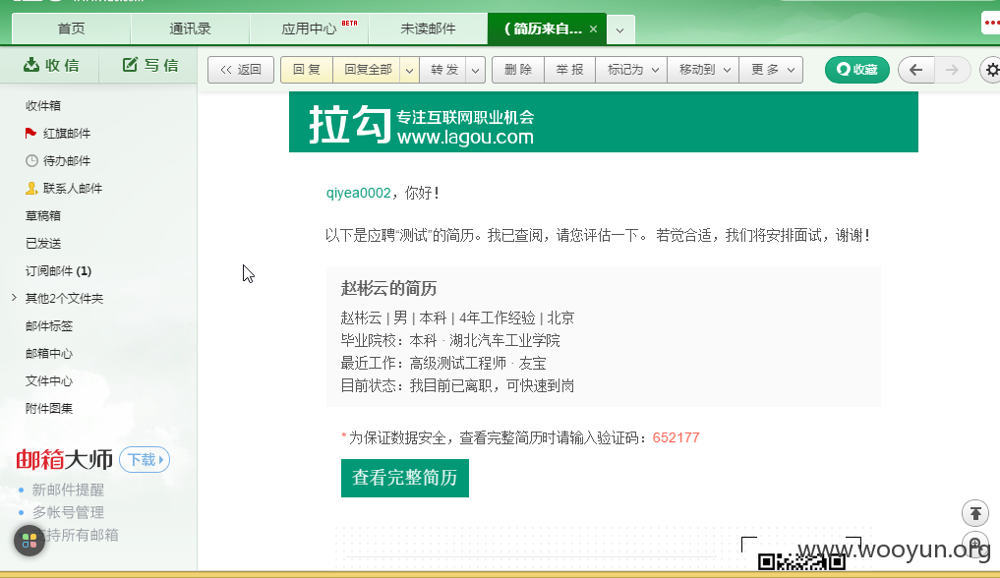 首页
通讯录
应用中心 BETA
未读邮件
( 简历来自... ×
收 信
写 信
<< 返回
回 复
回复全部
转 发
删 除
举 报
标记为
移动到
更 多
收藏
收件箱
红旗邮件
待办邮件
联系人邮件
草稿箱
已发送
订阅邮件 (1)
其他2个文件夹
邮件标签
邮箱中心
文件中心
附件图集
邮箱大师
下载
新邮件提醒
多帐号管理
持所有邮箱
拉勾
专注互联网职业机会
www.lagou.com
qiyea0002，你好！
以下是应聘“测试”的简历。我已查阅，请您评估一下。 若觉合适，我们将安排面试，谢谢！
赵彬云的简历
赵彬云 | 男 | 本科 | 4年工作经验 | 北京
毕业院校：本科 · 湖北汽车工业学院
最近工作：高级测试工程师 · 友宝
目前状态：我目前已离职，可快速到岗
* 为保证数据安全，查看完整简历时请输入验证码：652177
查看完整简历
www.wooyun.org